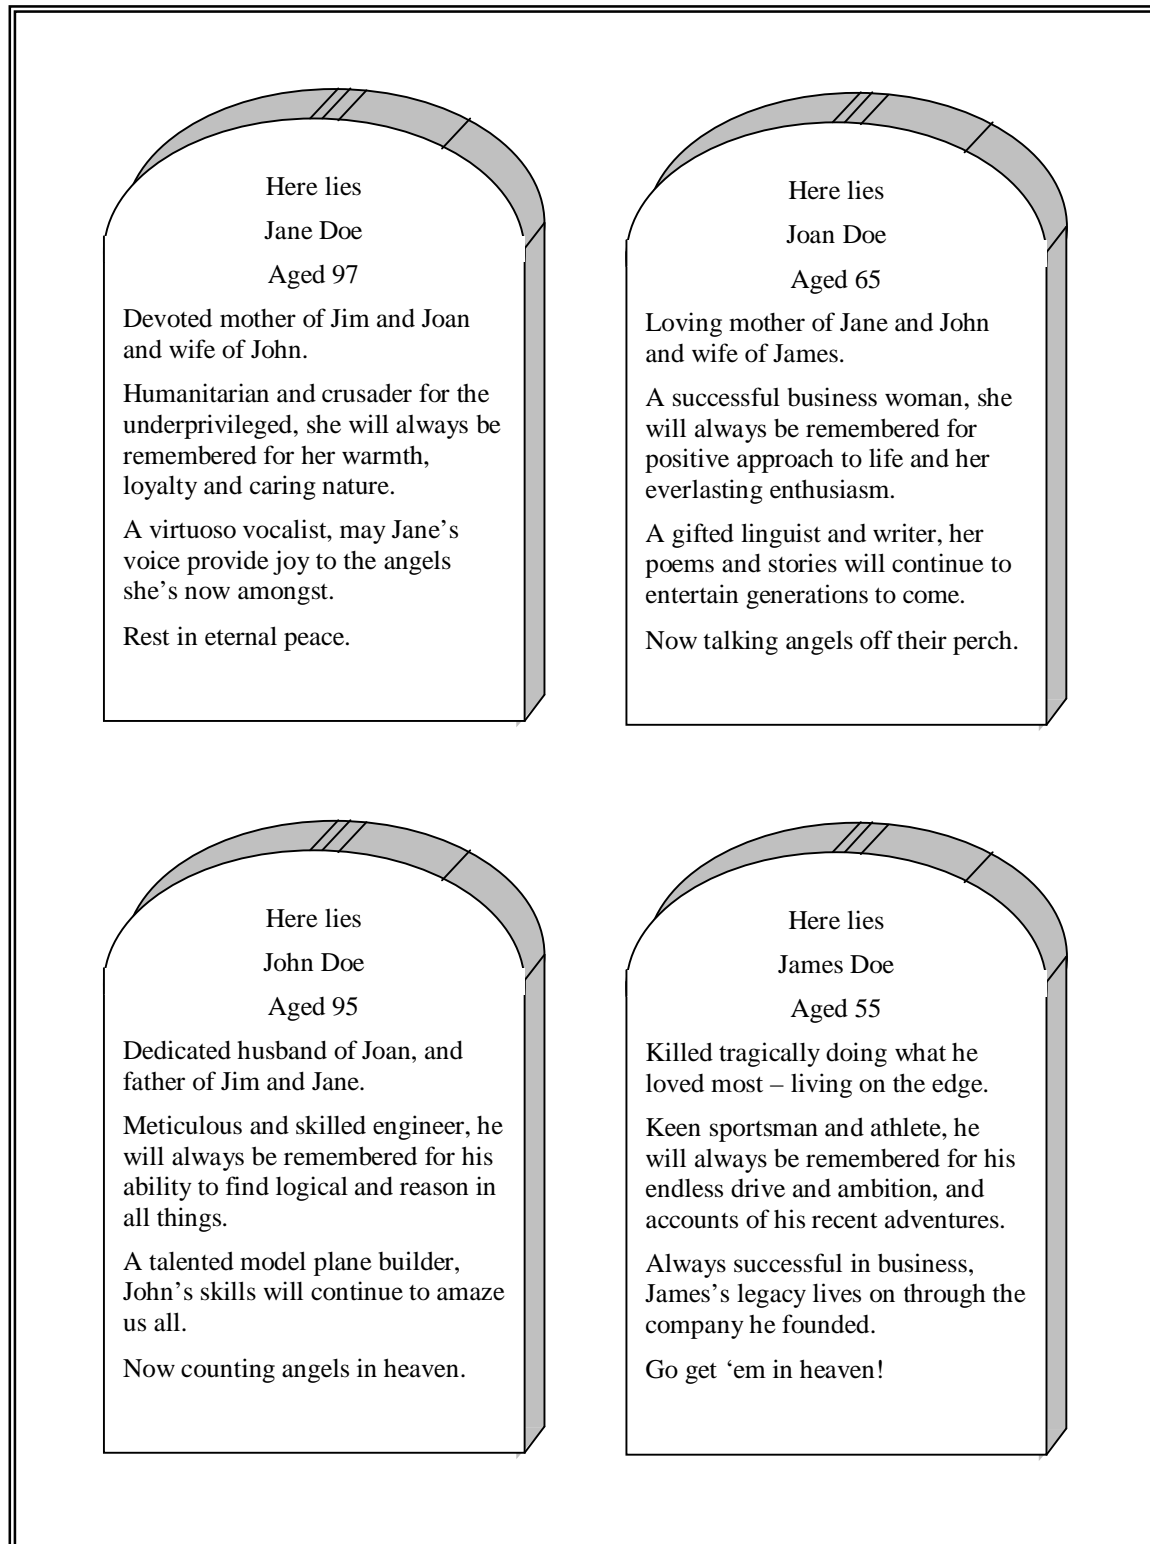 Here lies
Jane Doe
Aged 97
Devoted mother of Jim and Joan
and wife of John.
Humanitarian and crusader for the
underprivileged, she will always be
remembered for her warmth,
loyalty and caring nature.
A virtuoso vocalist, may Jane’s
voice provide joy to the angels
she’s now amongst.
Rest in eternal peace.
Here lies
Joan Doe
Aged 65
Loving mother of Jane and John
and wife of James.
A successful business woman, she
will always be remembered for
positive approach to life and her
everlasting enthusiasm.
A gifted linguist and writer, her
poems and stories will continue to
entertain generations to come.
Now talking angels off their perch.
Here lies
John Doe
Aged 95
Dedicated husband of Joan, and
father of Jim and Jane.
Meticulous and skilled engineer, he
will always be remembered for his
ability to find logical and reason in
all things.
A talented model plane builder,
John’s skills will continue to amaze
us all.
Now counting angels in heaven.
Here lies
James Doe
Aged 55
Killed tragically doing what he
loved most – living on the edge.
Keen sportsman and athlete, he
will always be remembered for his
endless drive and ambition, and
accounts of his recent adventures.
Always successful in business,
James’s legacy lives on through the
company he founded.
Go get ‘em in heaven!